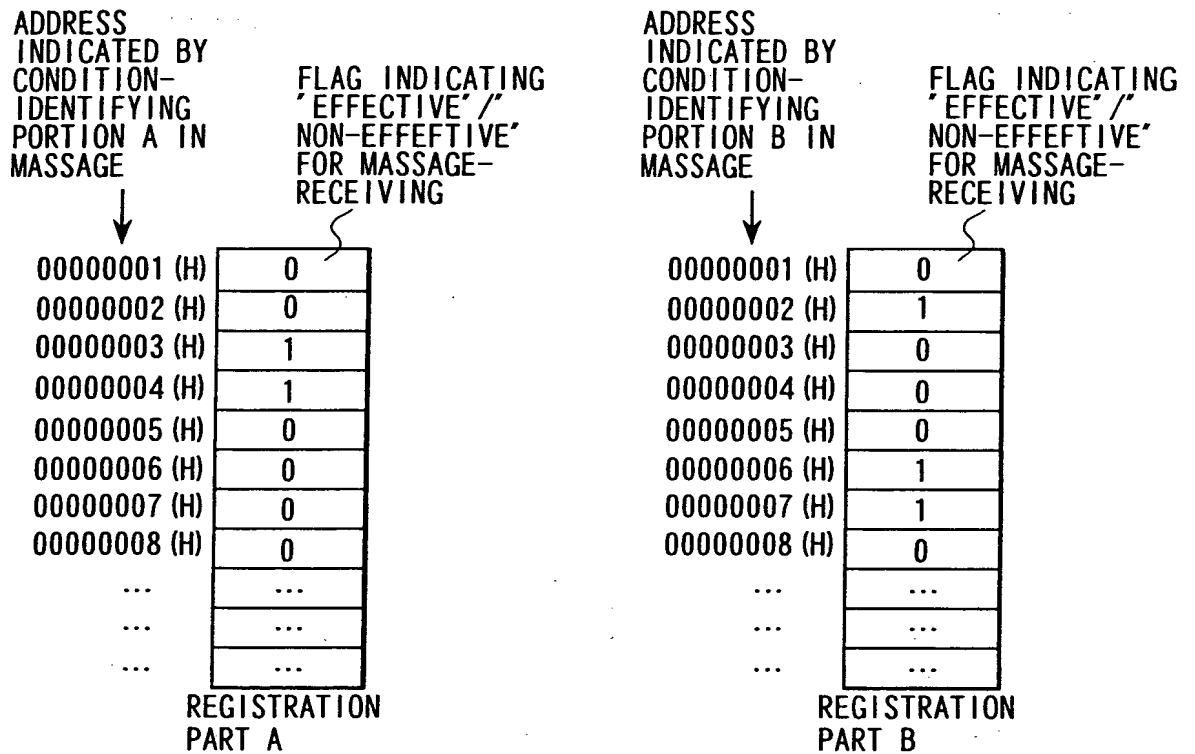 ADDRESS
INDICATED BY
CONDITION-
IDENTIFYING
PORTION A IN
MASSAGE
FLAG INDICATING
"EFFECTIVE"/"
NON-EFFEFTIVE"
FOR MASSAGE-
RECEIVING
00000001 (H) 0
00000002 (H) 0
00000003 (H) 1
00000004 (H) 1
00000005 (H) 0
00000006 (H) 0
00000007 (H) 0
00000008 (H) 0
... ...
... ...
... ...
REGISTRATION
PART A
ADDRESS
INDICATED BY
CONDITION-
IDENTIFYING
PORTION B IN
MASSAGE
FLAG INDICATING
"EFFECTIVE"/"
NON-EFFEFTIVE"
FOR MASSAGE-
RECEIVING
00000001 (H) 0
00000002 (H) 1
00000003 (H) 0
00000004 (H) 0
00000005 (H) 0
00000006 (H) 1
00000007 (H) 1
00000008 (H) 0
... ...
... ...
... ...
REGISTRATION
PART B